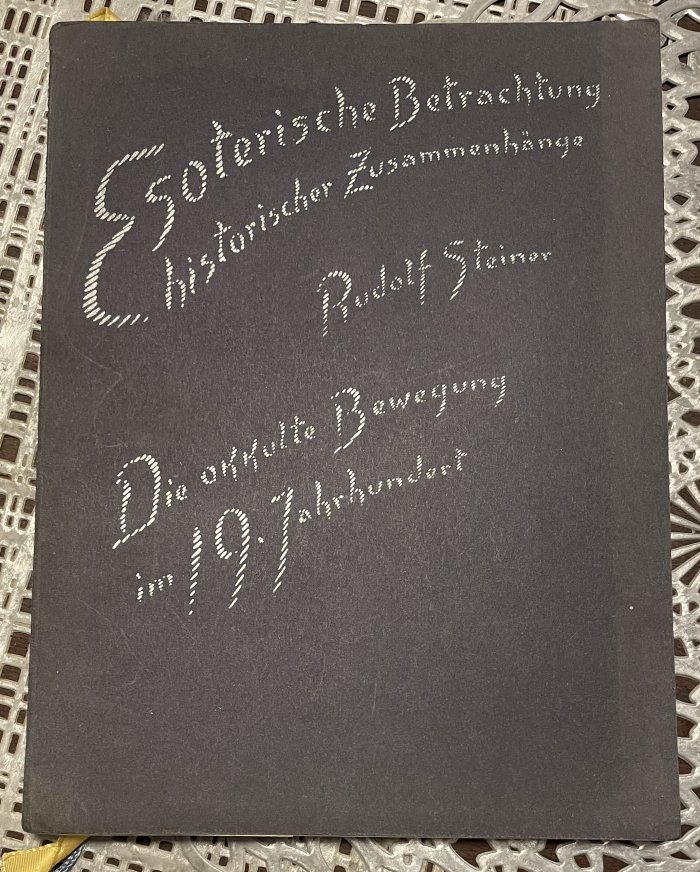 Esoterische Betrachtung
historischer Zusammenhänge
Rudolf Steiner
Die okkulte Bewegung
im 19. Jahrhundert